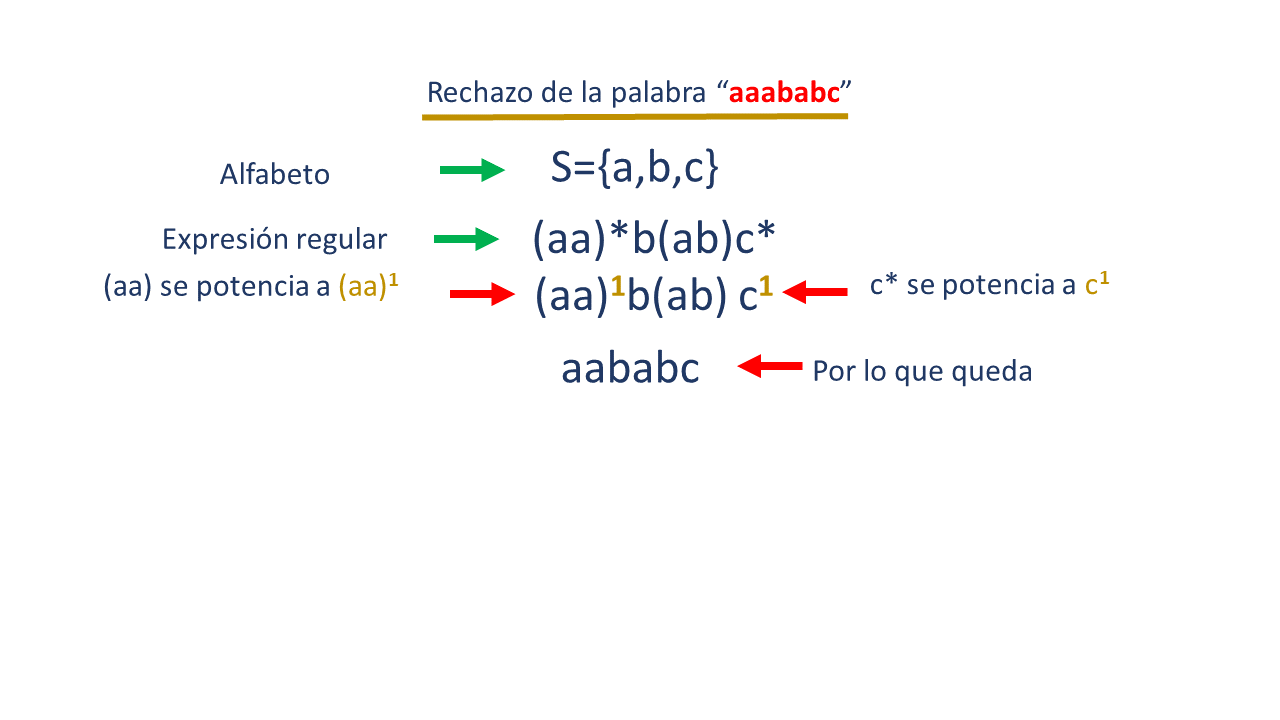 Rechazo de la palabra “aaababc”
Alfabeto
S={a,b,c}
Expresión regular
(aa)*b(ab)c*
(aa) se potencia a (aa)¹
(aa)¹b(ab) c¹
c* se potencia a c¹
aababc
Por lo que queda